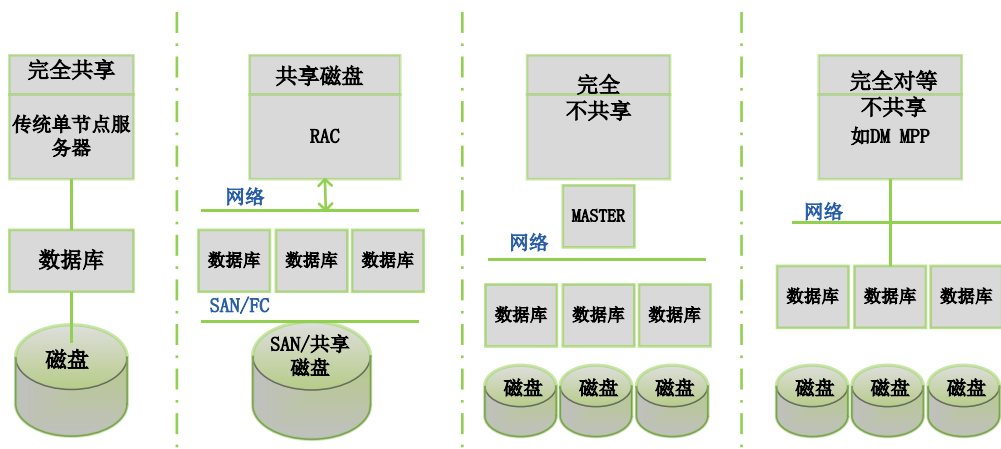 完全共享
传统单节点服
务器
数据库
磁盘
共享磁盘
RAC
网络
数据库
数据库
数据库
SAN/FC
SAN/共享
磁盘
完全
不共享
MASTER
网络
数据库
数据库
数据库
磁盘
磁盘
磁盘
完全对等
不共享
如DM MPP
网络
数据库
数据库
数据库
磁盘
磁盘
磁盘